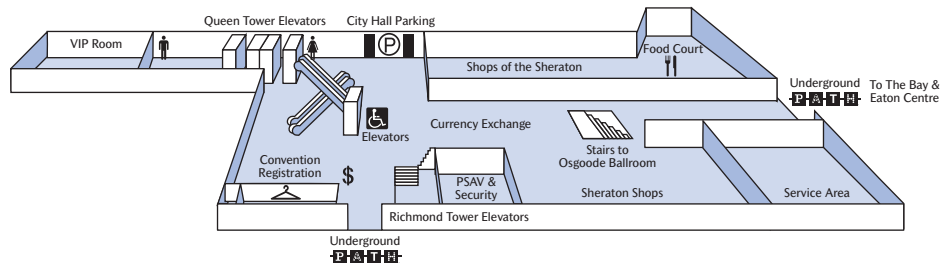 Queen Tower Elevators
City Hall Parking
VIP Room
P
Food Court
Shops of the Sheraton
Underground
PATH
To The Bay &
Eaton Centre
Currency Exchange
Elevators
Stairs to
Osgoode Ballroom
Convention
Registration
$
PSAV &
Security
Sheraton Shops
Service Area
Richmond Tower Elevators
Underground
PATH